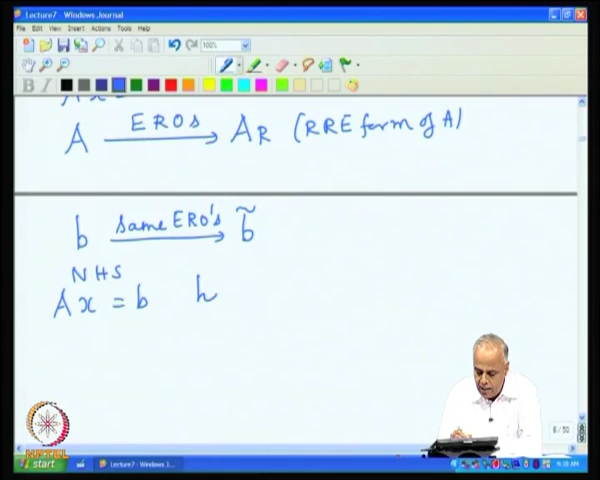 Lecture7 - Windows Journal
File Edit View Insert Actions Tools Help
100%
B I
A EROs → A_R (RRE form of A)
b same ERO's → b̃
NHS
Ax = b h
6 / 50
NPTEL
start
Lecture7 - Windows J...